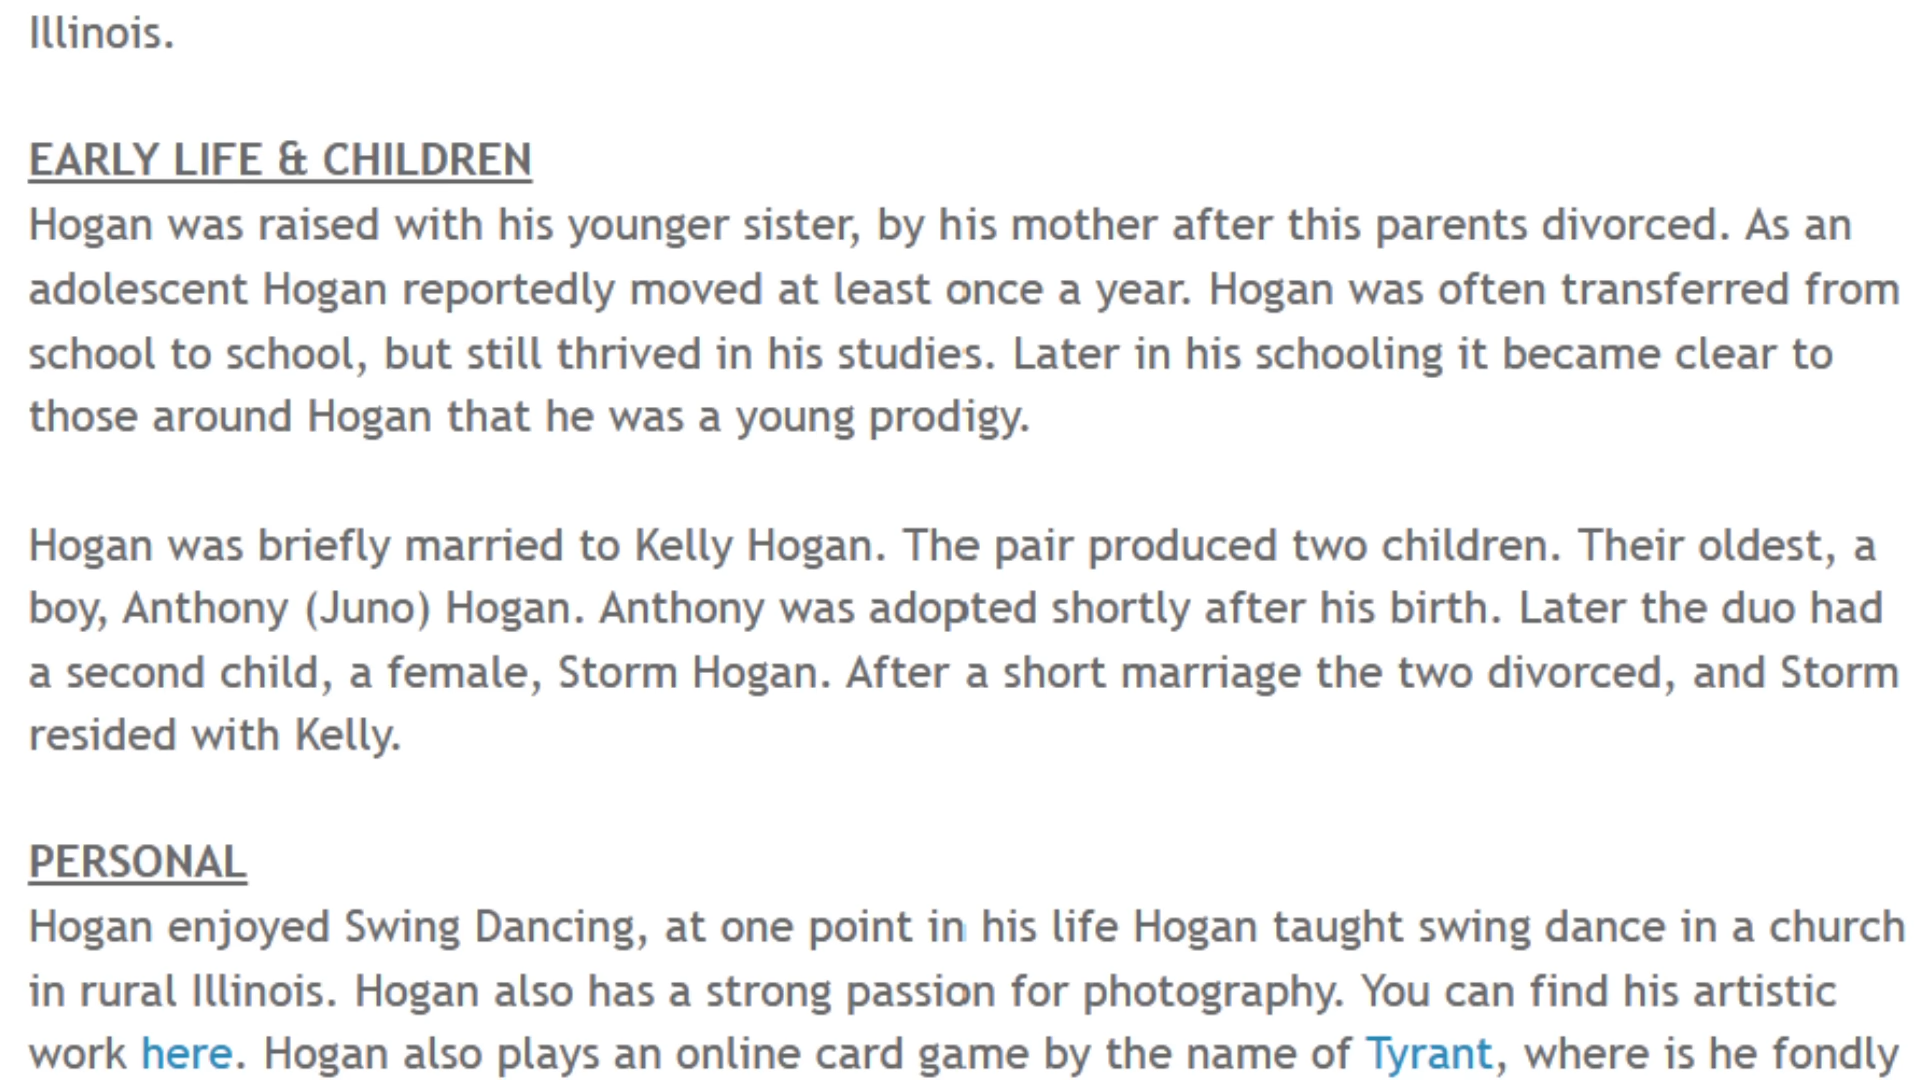 Illinois.
EARLY LIFE & CHILDREN
Hogan was raised with his younger sister, by his mother after this parents divorced. As an
adolescent Hogan reportedly moved at least once a year. Hogan was often transferred from
school to school, but still thrived in his studies. Later in his schooling it became clear to
those around Hogan that he was a young prodigy.
Hogan was briefly married to Kelly Hogan. The pair produced two children. Their oldest, a
boy, Anthony (Juno) Hogan. Anthony was adopted shortly after his birth. Later the duo had
a second child, a female, Storm Hogan. After a short marriage the two divorced, and Storm
resided with Kelly.
PERSONAL
Hogan enjoyed Swing Dancing, at one point in his life Hogan taught swing dance in a church
in rural Illinois. Hogan also has a strong passion for photography. You can find his artistic
work here. Hogan also plays an online card game by the name of Tyrant, where is he fondly